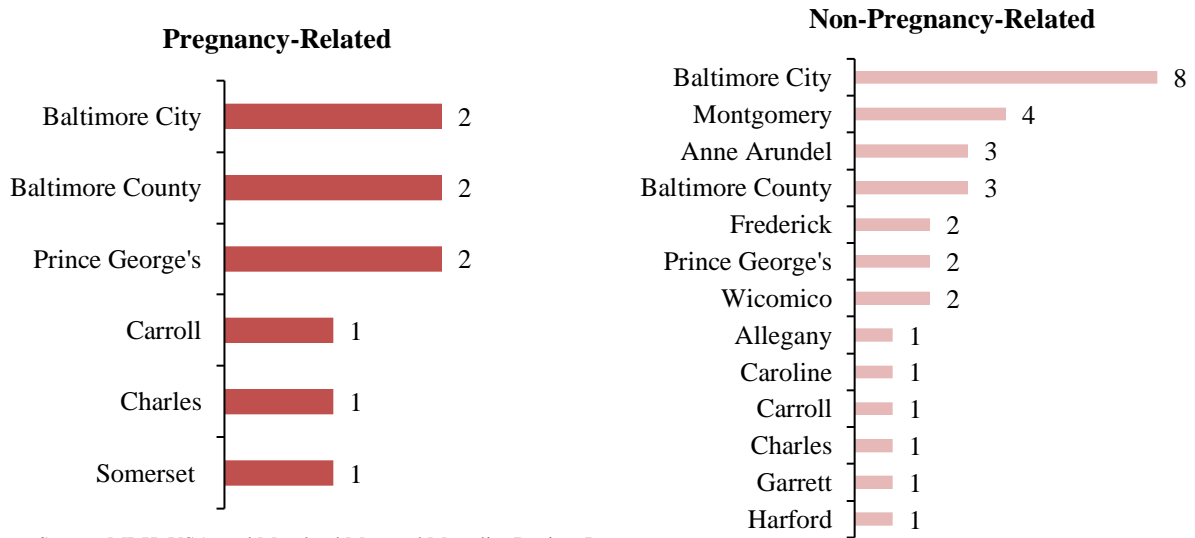 Pregnancy-Related
Baltimore City 2
Baltimore County 2
Prince George's 2
Carroll 1
Charles 1
Somerset 1
Non-Pregnancy-Related
Baltimore City 8
Montgomery 4
Anne Arundel 3
Baltimore County 3
Frederick 2
Prince George's 2
Wicomico 2
Allegany 1
Caroline 1
Carroll 1
Charles 1
Garrett 1
Harford 1